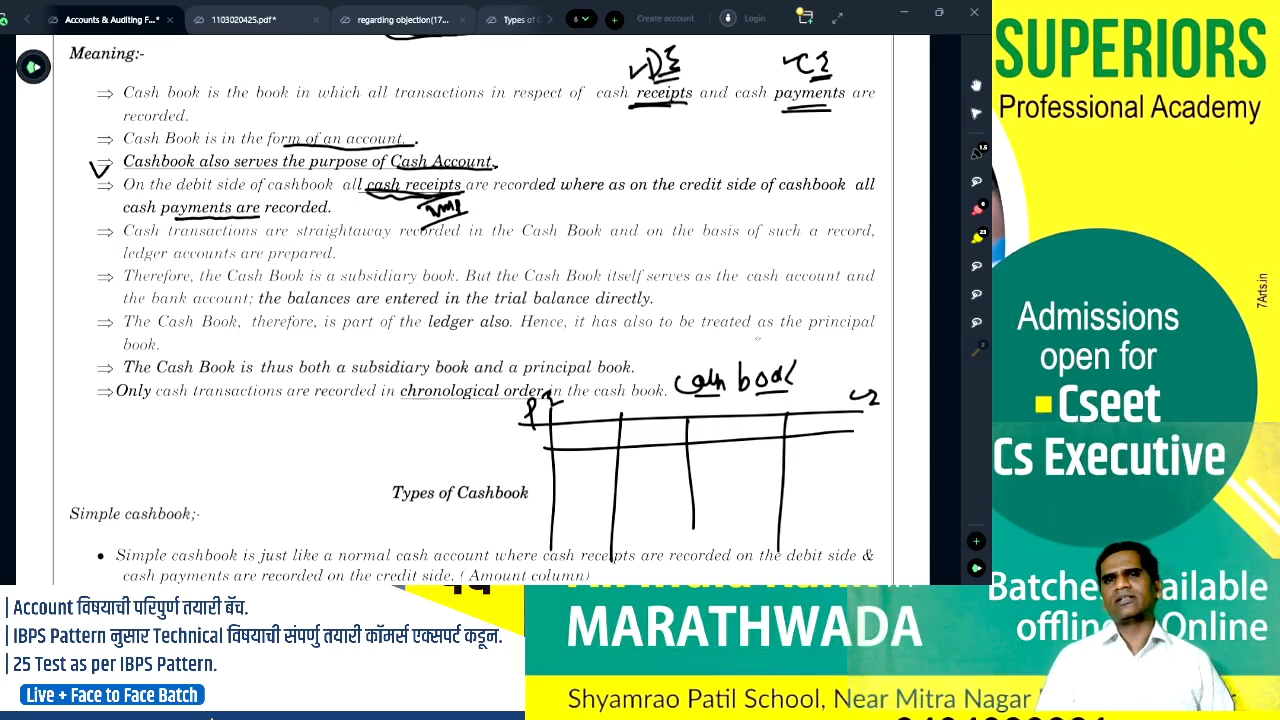 Accounts & Auditing F...*
1103020425.pdf*
regarding objection(17...
Types of C
6
Create account
Login
Meaning:-
⇒ Cash book is the book in which all transactions in respect of cash receipts and cash payments are
recorded.
⇒ Cash Book is in the form of an account.
⇒ Cashbook also serves the purpose of Cash Account.
⇒ On the debit side of cashbook all cash receipts are recorded where as on the credit side of cashbook all
cash payments are recorded.
⇒ Cash transactions are straightaway recorded in the Cash Book and on the basis of such a record,
ledger accounts are prepared.
⇒ Therefore, the Cash Book is a subsidiary book. But the Cash Book itself serves as the cash account and
the bank account; the balances are entered in the trial balance directly.
⇒ The Cash Book, therefore, is part of the ledger also. Hence, it has also to be treated as the principal
book.
⇒ The Cash Book is thus both a subsidiary book and a principal book.
⇒Only cash transactions are recorded in chronological order in the cash book.
Cash book
Types of Cashbook
Simple cashbook;-
• Simple cashbook is just like a normal cash account where cash receipts are recorded on the debit side &
cash payments are recorded on the credit side. ( Amount column)
1.5
6
23
SUPERIORS
Professional Academy
7Arts.in
Admissions
open for
Cseet
Cs Executive
Batches available
offline Online
| Account विषयाची परिपुर्ण तयारी बॅच.
| IBPS Pattern नुसार Technical विषयाची संपर्णु तयारी कॉमर्स एक्सपर्ट कडून.
| 25 Test as per IBPS Pattern.
Live + Face to Face Batch
MARATHWADA
Shyamrao Patil School, Near Mitra Nagar